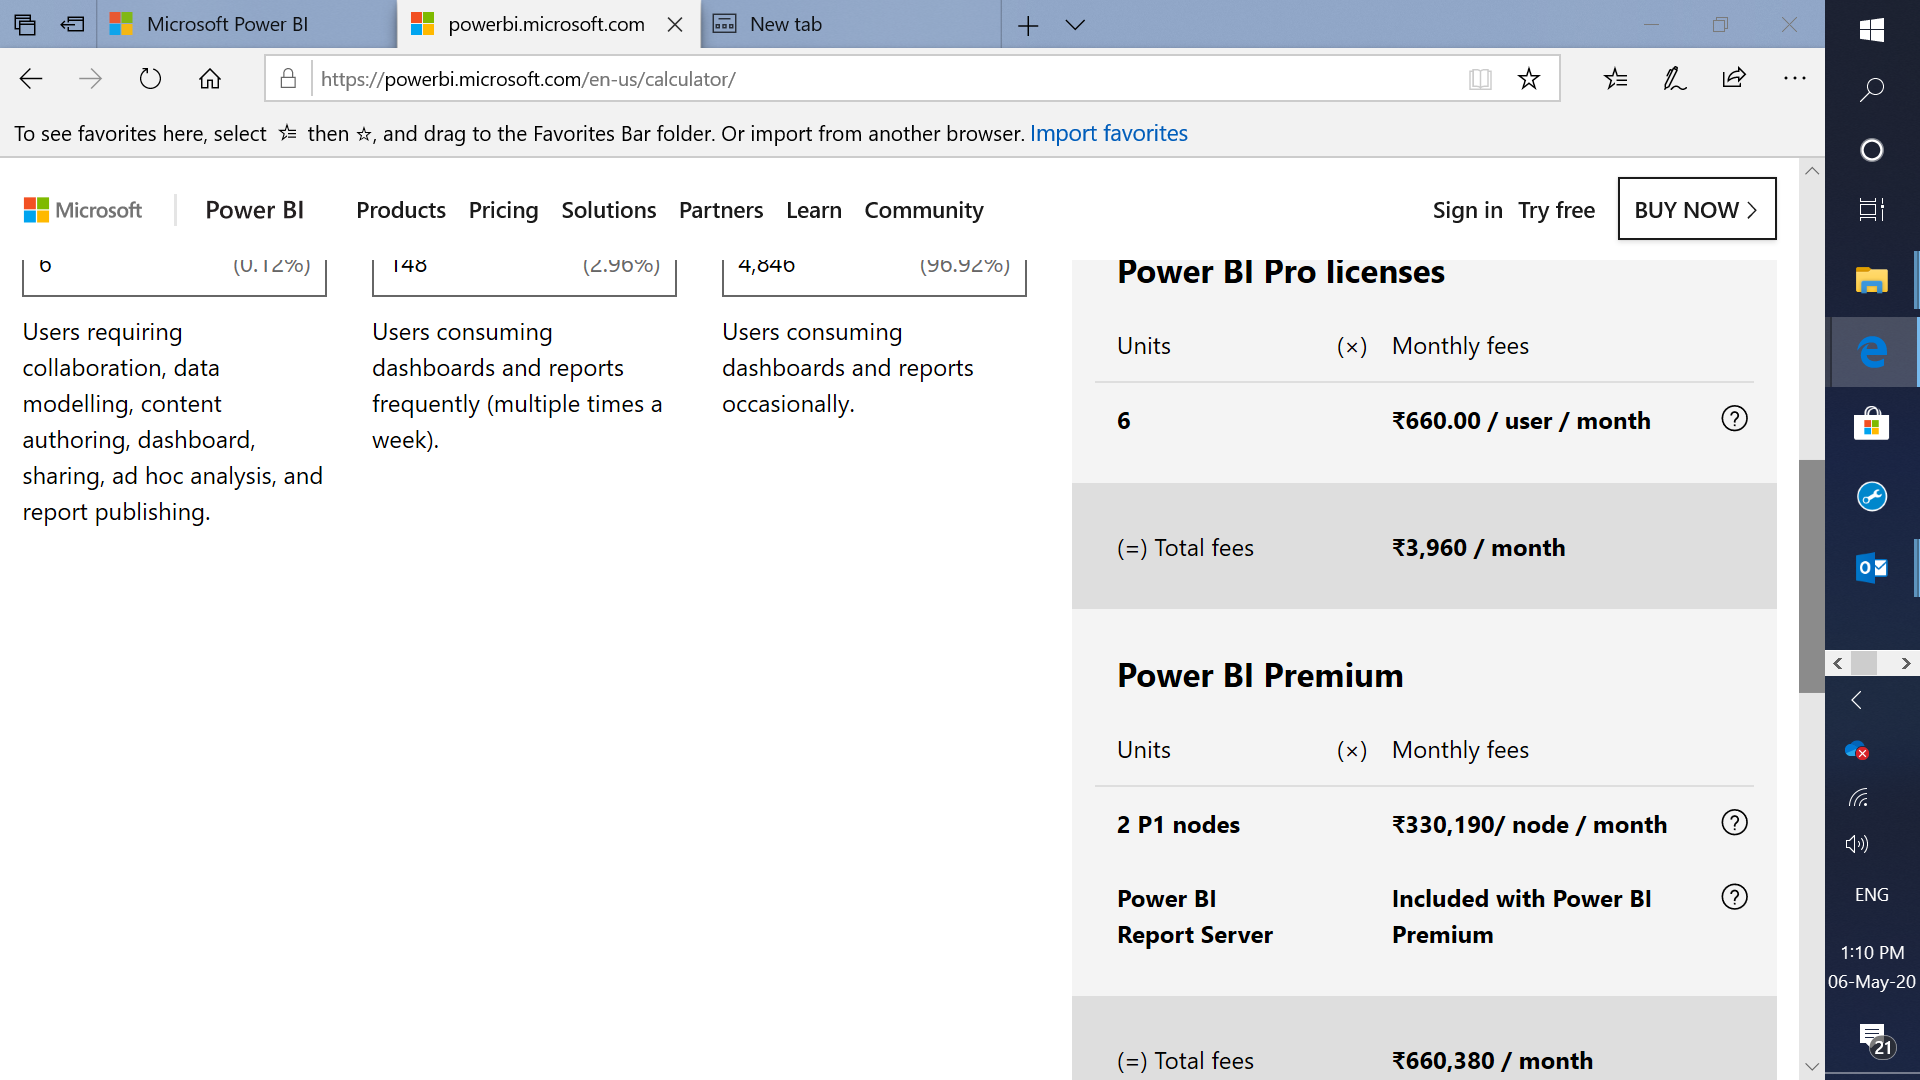 Microsoft Power BI
powerbi.microsoft.com
New tab
https://powerbi.microsoft.com/en-us/calculator/
To see favorites here, select then ☆, and drag to the Favorites Bar folder. Or import from another browser. Import favorites
Microsoft
Power BI
Products Pricing Solutions Partners Learn Community
Sign in Try free BUY NOW
6 (0.12%)
148 (2.96%)
4,846 (96.92%)
Users requiring
collaboration, data
modelling, content
authoring, dashboard,
sharing, ad hoc analysis, and
report publishing.
Users consuming
dashboards and reports
frequently (multiple times a
week).
Users consuming
dashboards and reports
occasionally.
Power BI Pro licenses
Units (×) Monthly fees
6 ₹660.00 / user / month
(=) Total fees ₹3,960 / month
Power BI Premium
Units (×) Monthly fees
2 P1 nodes ₹330,190/ node / month
Power BI
Report Server
Included with Power BI
Premium
(=) Total fees ₹660,380 / month
ENG
1:10 PM
06-May-20
21